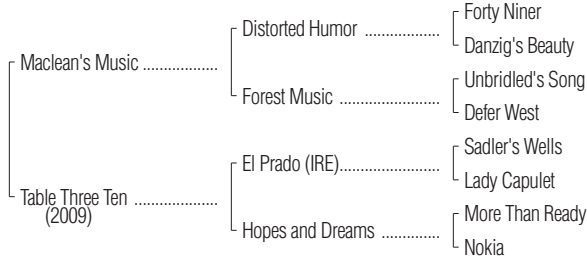 Forty Niner
Distorted Humor ..................
Danzig's Beauty
Maclean's Music ..................
Unbridled's Song
Forest Music ........................
Defer West
Sadler's Wells
El Prado (IRE)........................
Lady Capulet
Table Three Ten ....................
(2009)
More Than Ready
Hopes and Dreams ..............
Nokia